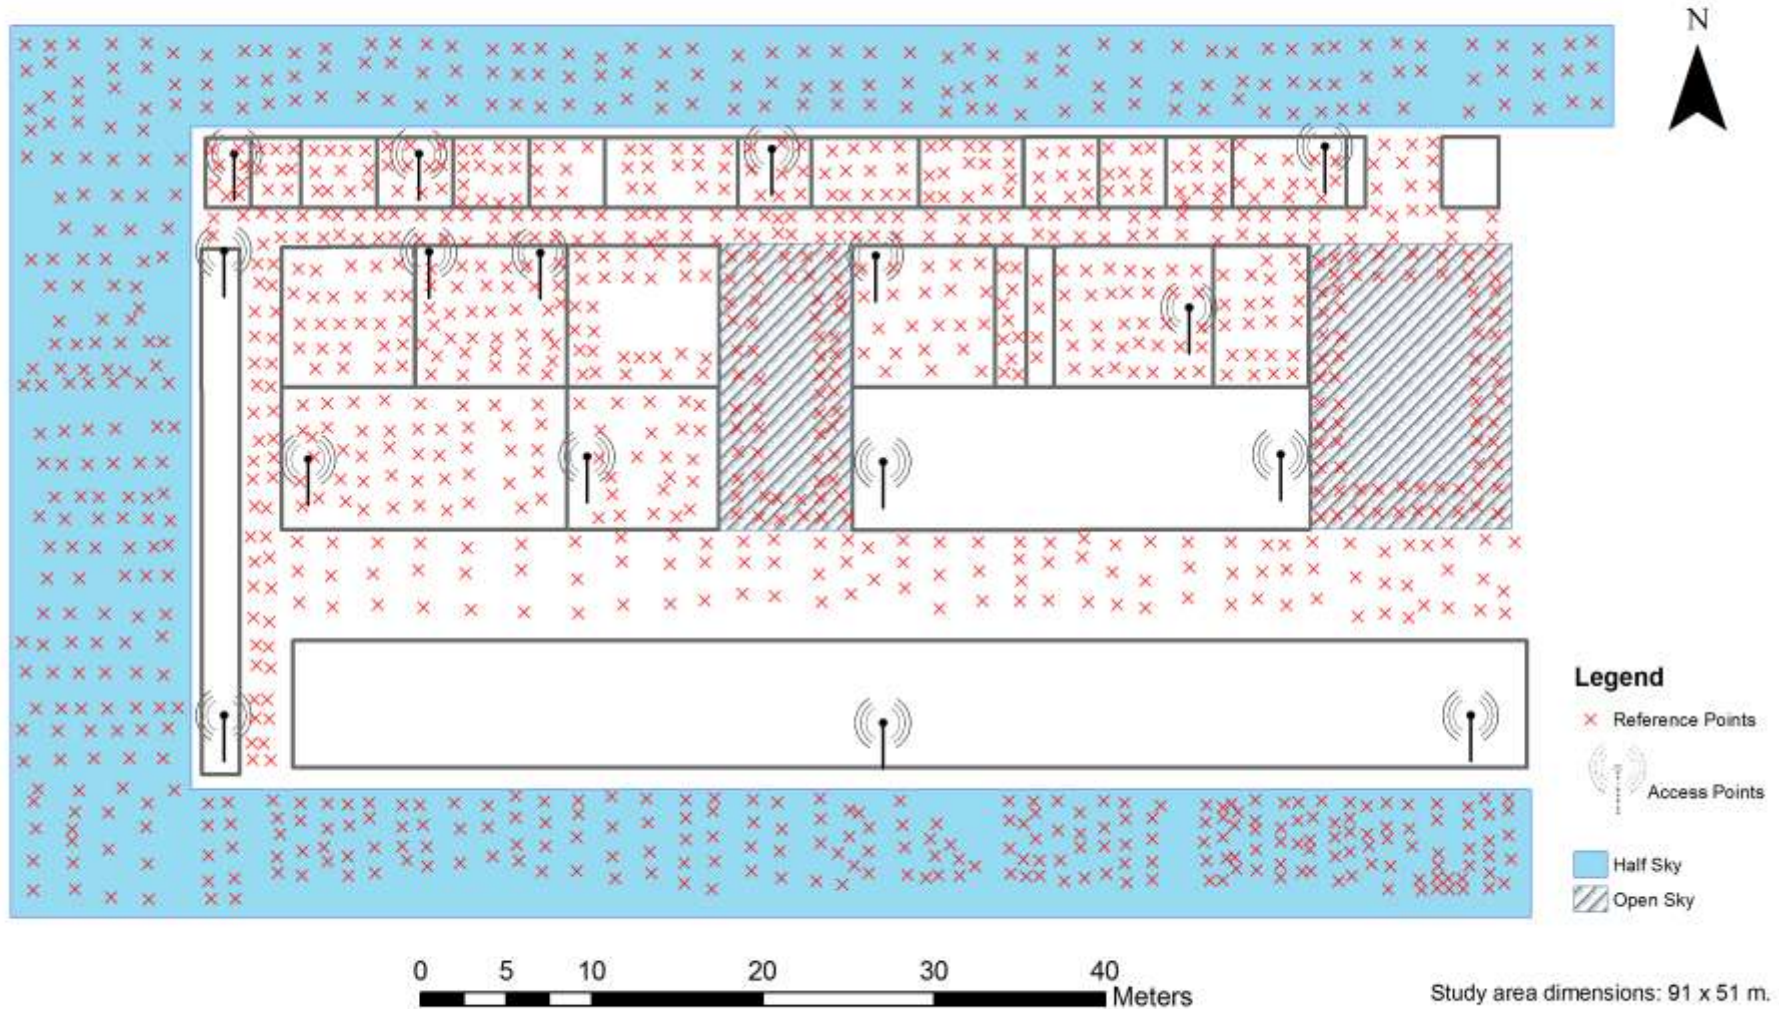 N
Legend
Reference Points
Access Points
Half Sky
Open Sky
0 5 10 20 30 40
Meters
Study area dimensions: 91 x 51 m.